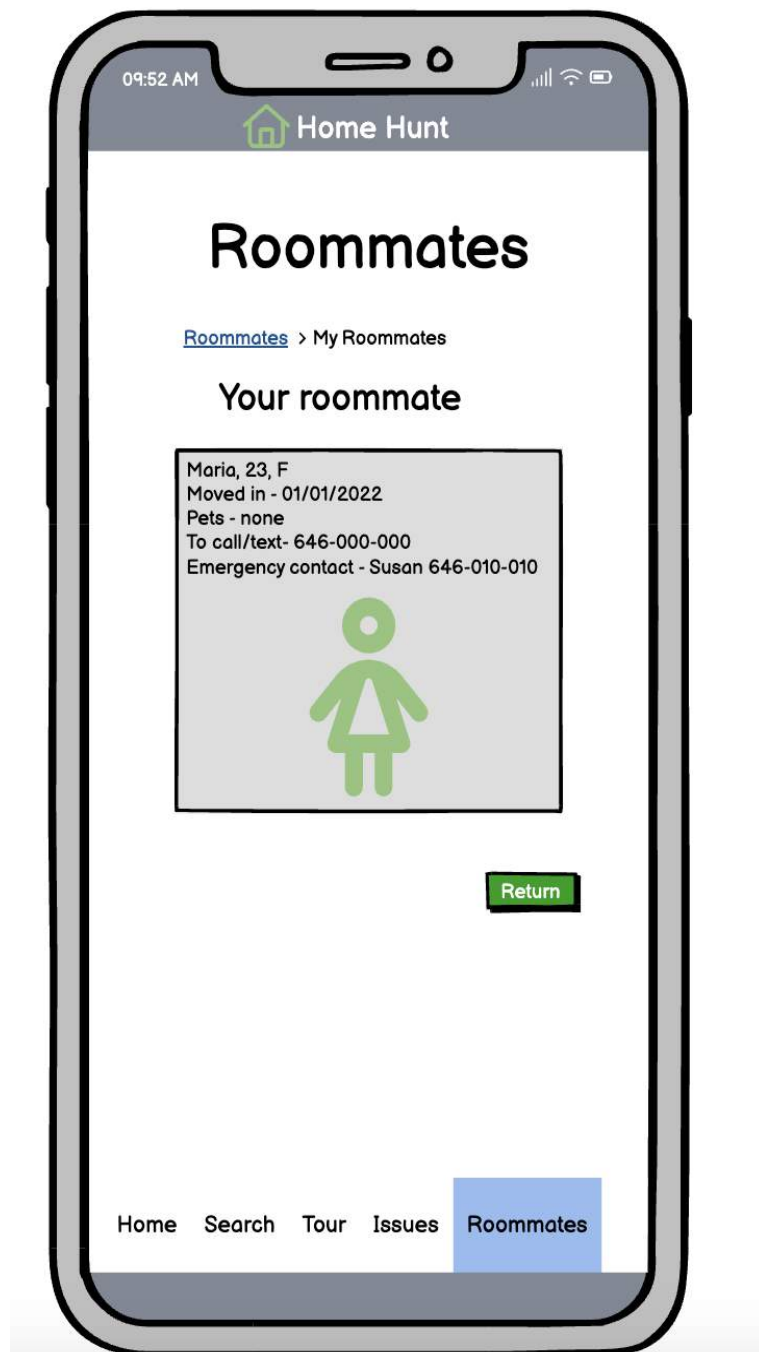 09:52 AM
Home Hunt
Roommates
Roommates > My Roommates
Your roommate
Maria, 23, F
Moved in - 01/01/2022
Pets - none
To call/text- 646-000-000
Emergency contact - Susan 646-010-010
Return
Home Search Tour Issues Roommates